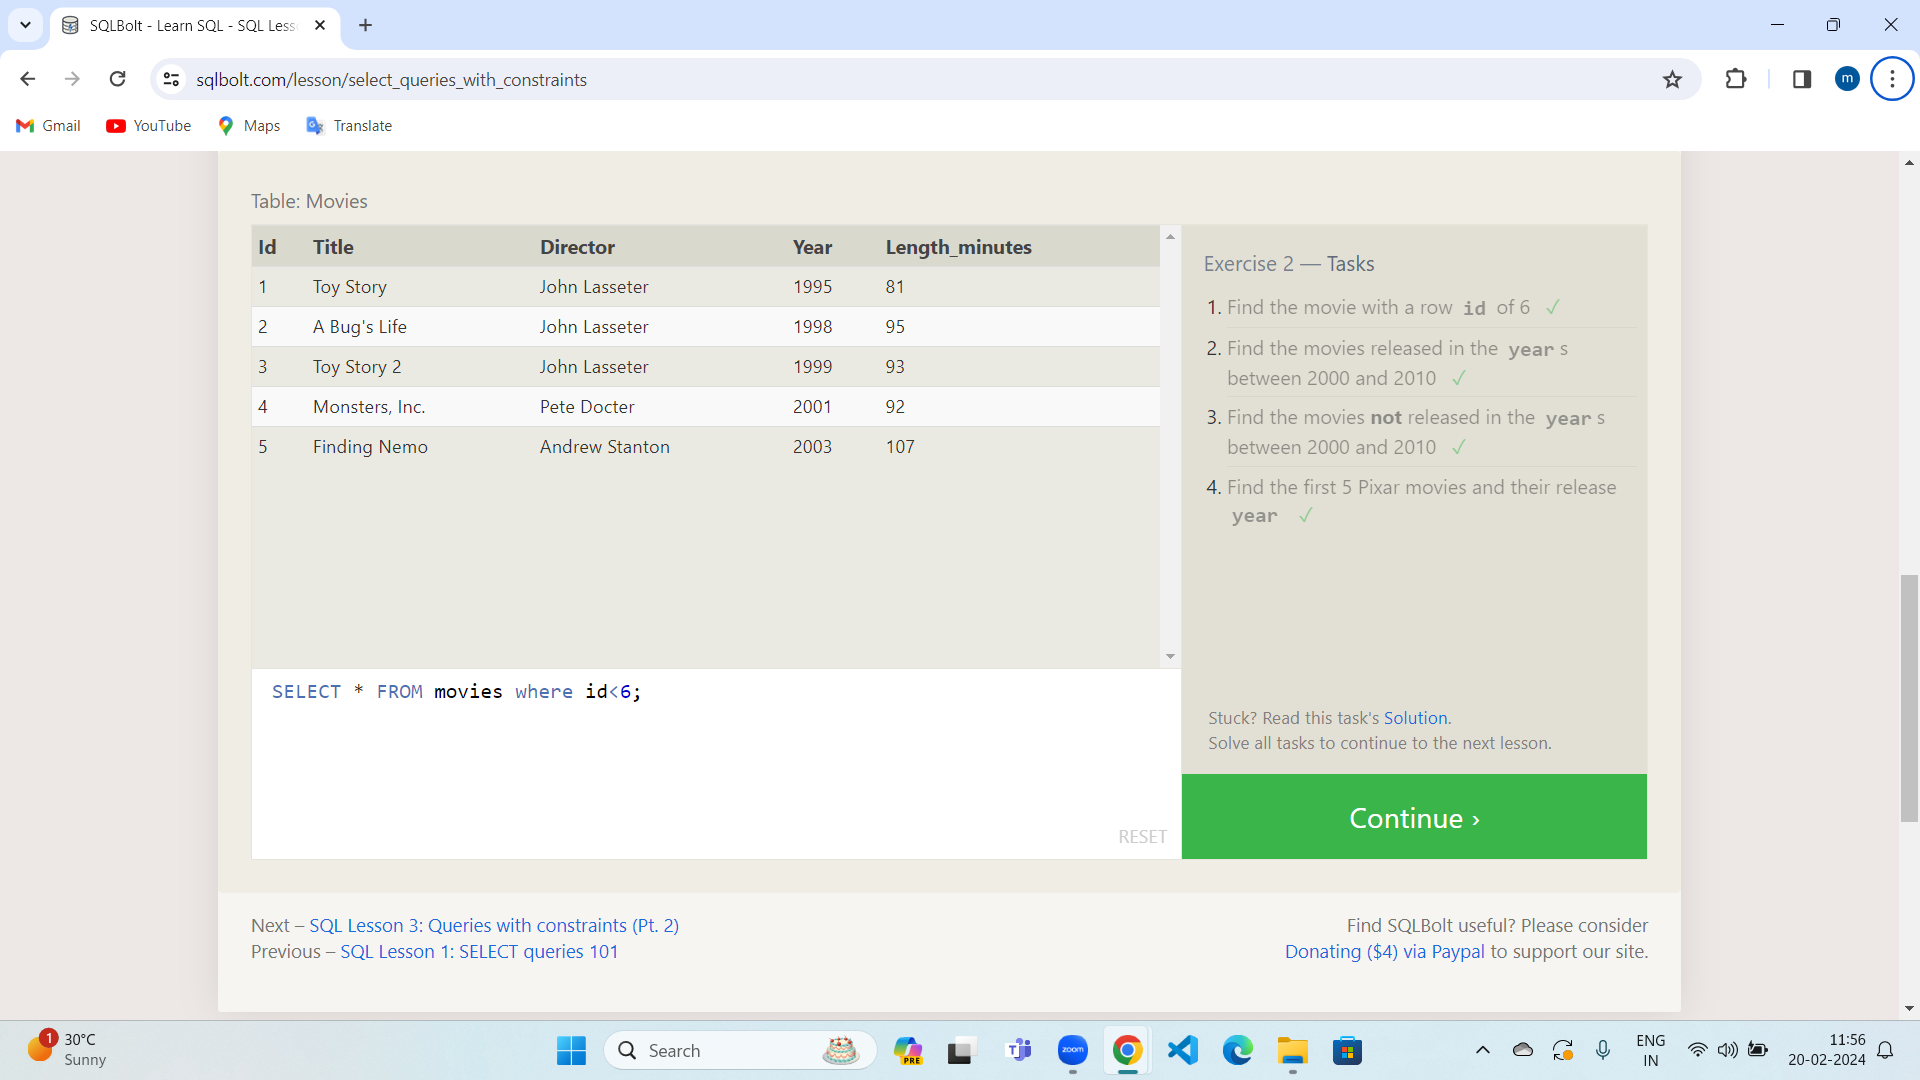 SQLBolt - Learn SQL - SQL Less
sqlbolt.com/lesson/select_queries_with_constraints
m
Gmail YouTube Maps Translate
Table: Movies
Id Title Director Year Length_minutes
1 Toy Story John Lasseter 1995 81
2 A Bug's Life John Lasseter 1998 95
3 Toy Story 2 John Lasseter 1999 93
4 Monsters, Inc. Pete Docter 2001 92
5 Finding Nemo Andrew Stanton 2003 107
SELECT * FROM movies where id<6;
RESET
Exercise 2 — Tasks
1. Find the movie with a row id of 6 ✓
2. Find the movies released in the year s
between 2000 and 2010 ✓
3. Find the movies not released in the year s
between 2000 and 2010 ✓
4. Find the first 5 Pixar movies and their release
year ✓
Stuck? Read this task's Solution.
Solve all tasks to continue to the next lesson.
Continue ›
Next – SQL Lesson 3: Queries with constraints (Pt. 2)
Previous – SQL Lesson 1: SELECT queries 101
Find SQLBolt useful? Please consider
Donating ($4) via Paypal to support our site.
1
30°C
Sunny
Search
PRE
zoom
ENG
IN
11:56
20-02-2024